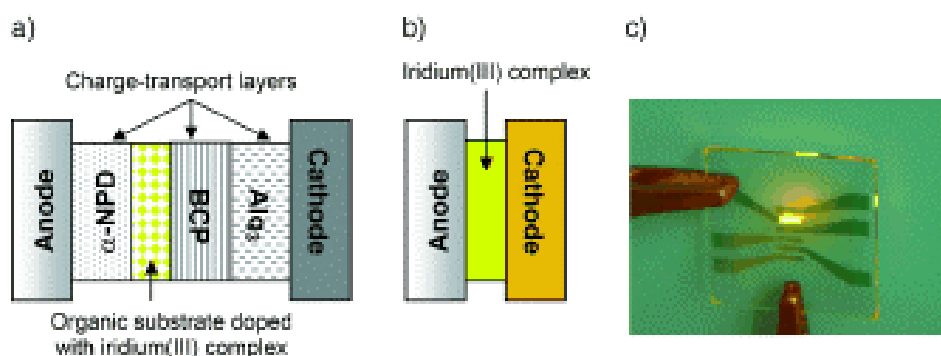 a)
b)
c)
Charge-transport layers
Iridium(III) complex
Anode
α-NPD
BCP
Alq3
Cathode
Anode
Cathode
Organic substrate doped
with iridium(III) complex